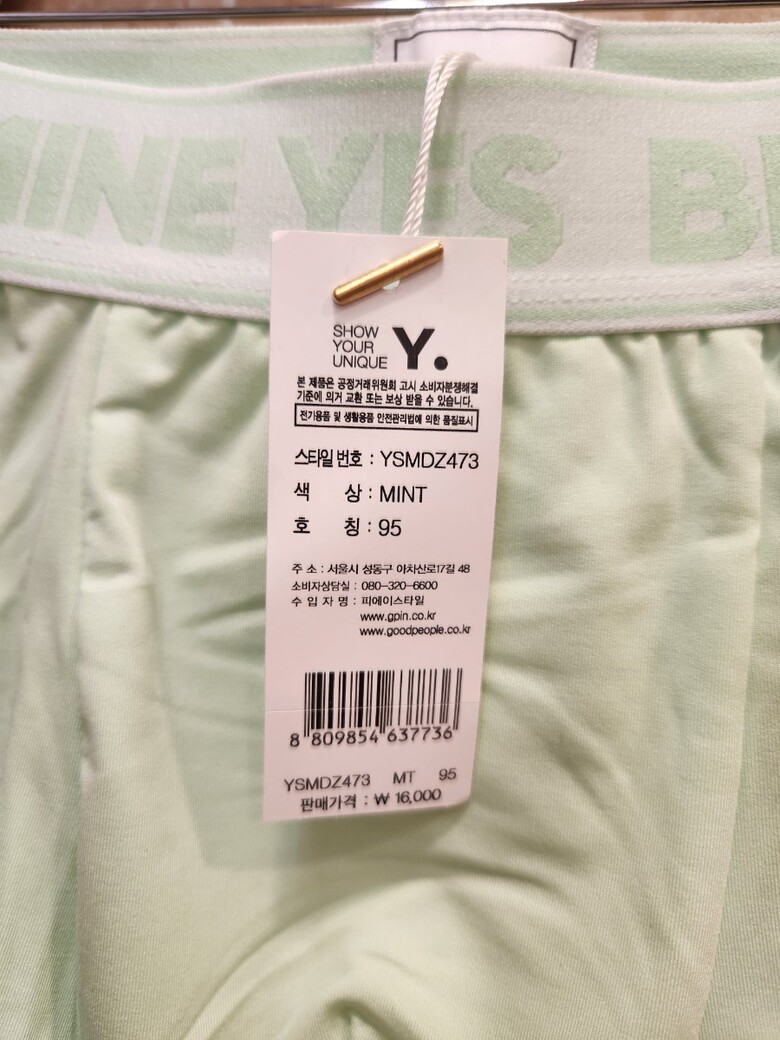 MINE YES B
SHOW
YOUR
UNIQUE
Y.
본 제품은 공정거래위원회 고시 소비자분쟁해결
기준에 의거 교환 또는 보상 받을 수 있습니다.
전기용품 및 생활용품 안전관리법에 의한 품질표시
스타일 번호 : YSMDZ473
색 상 : MINT
호 칭 : 95
주 소 : 서울시 성동구 아차산로17길 48
소비자상담실 : 080-320-6600
수 입 자 명 : 피에이스타일
www.gpin.co.kr
www.goodpeople.co.kr
8 809854 637736
YSMDZ473 MT 95
판매가격 : ₩ 16,000